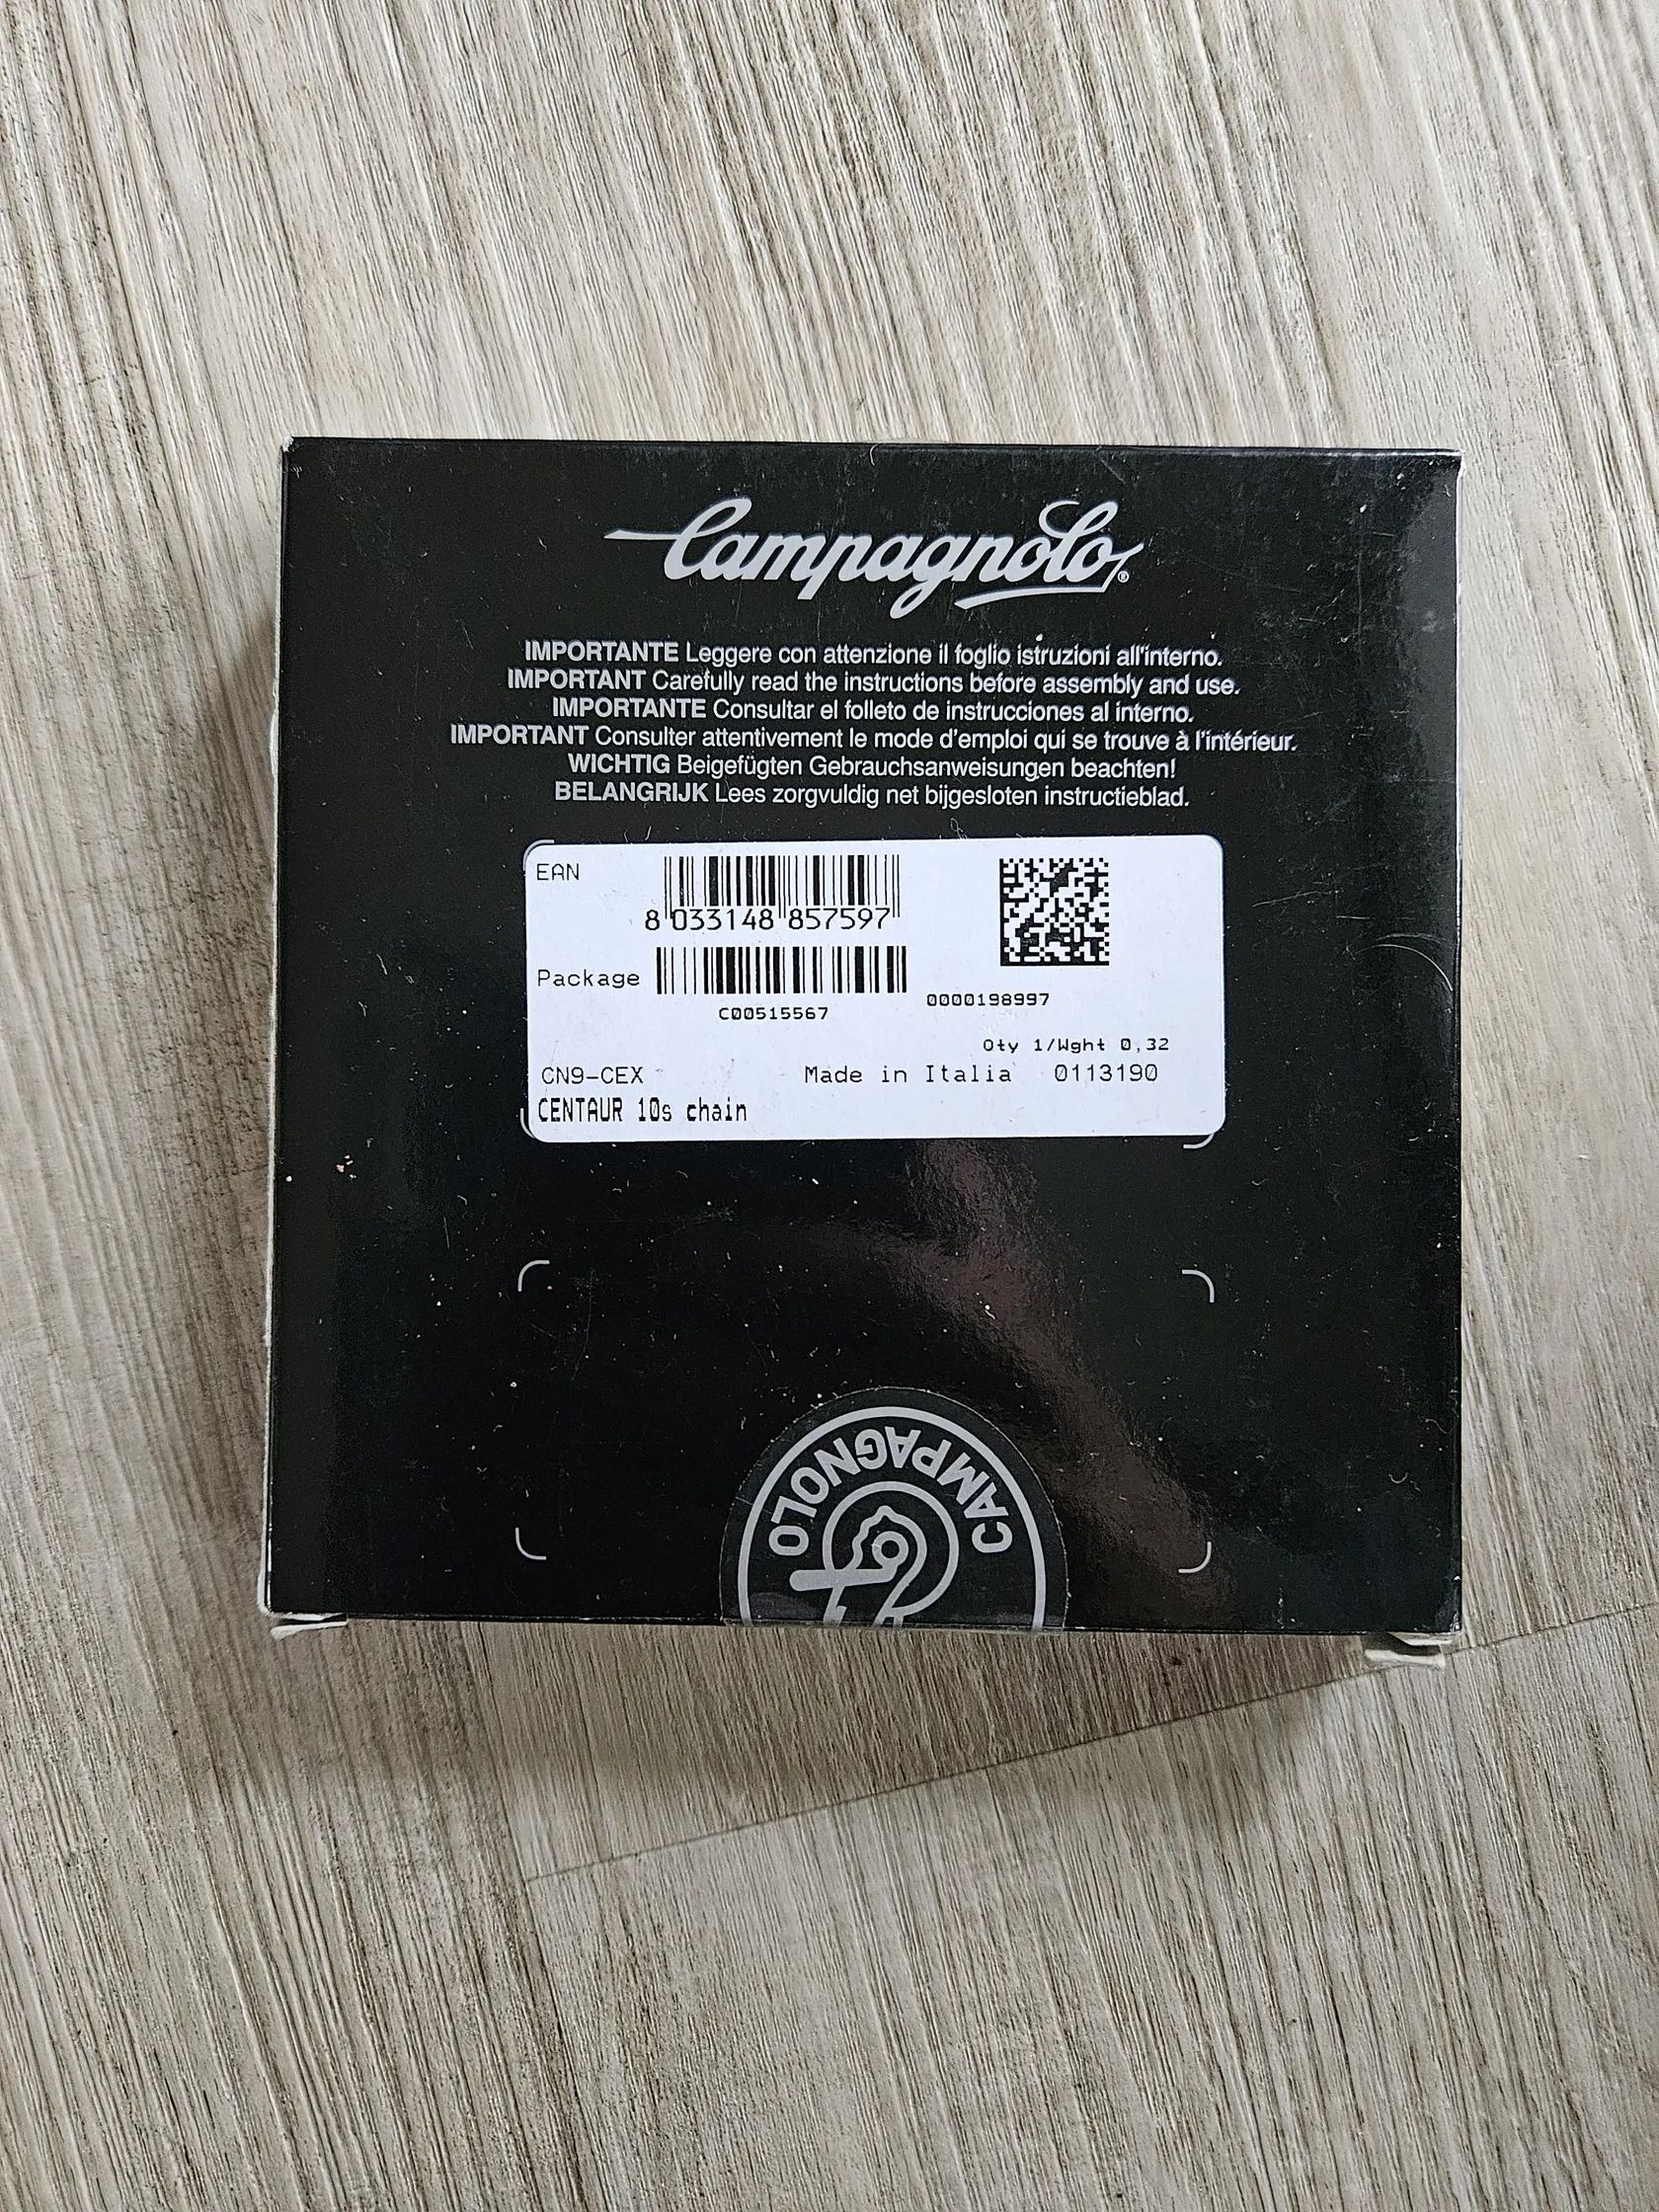 Campagnolo®
IMPORTANTE Leggere con attenzione il foglio istruzioni all'interno.
IMPORTANT Carefully read the instructions before assembly and use.
IMPORTANTE Consultar el folleto de instrucciones al interno.
IMPORTANT Consulter attentivement le mode d'emploi qui se trouve à l'intérieur.
WICHTIG Beigefügten Gebrauchsanweisungen beachten!
BELANGRIJK Lees zorgvuldig net bijgesloten instructieblad.
EAN
8 033148 857597
Package
C00515567
0000198997
Qty 1/Wght 0,32
CN9-CEX Made in Italia 0113190
CENTAUR 10s chain
CAMPAGNOLO